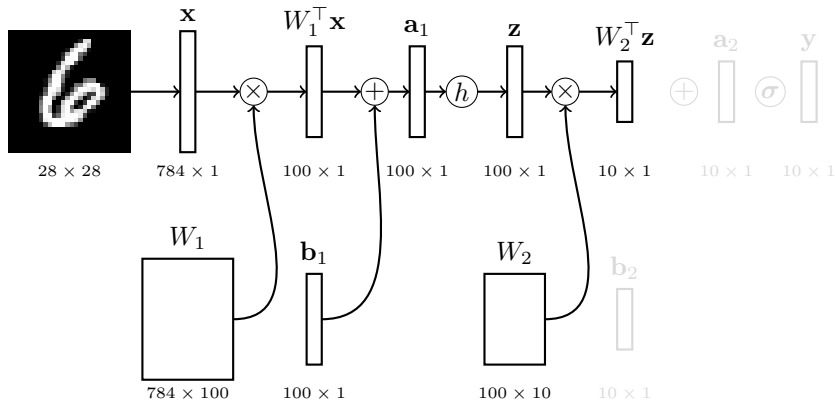 𝐱 W₁ᵀ𝐱 𝐚₁ 𝐳 W₂ᵀ𝐳 𝐚₂ 𝐲
× + h × + σ
28 × 28 784 × 1 100 × 1 100 × 1 100 × 1 10 × 1 10 × 1 10 × 1
W₁ 𝐛₁ W₂ 𝐛₂
784 × 100 100 × 1 100 × 10 10 × 1